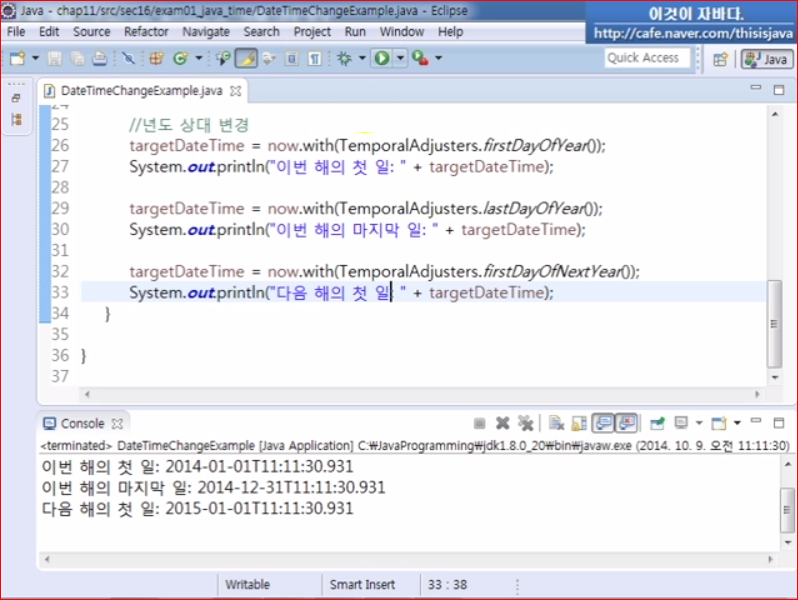 Java - chap11/src/sec16/exam01_java_time/DateTimeChangeExample.java - Eclipse
이것이 자바다.
http://cafe.naver.com/thisisjava
File Edit Source Refactor Navigate Search Project Run Window Help
Quick Access
Java
DateTimeChangeExample.java
24
25 //년도 상대 변경
26 targetDateTime = now.with(TemporalAdjusters.firstDayOfYear());
27 System.out.println("이번 해의 첫 일: " + targetDateTime);
28
29 targetDateTime = now.with(TemporalAdjusters.lastDayOfYear());
30 System.out.println("이번 해의 마지막 일: " + targetDateTime);
31
32 targetDateTime = now.with(TemporalAdjusters.firstDayOfNextYear());
33 System.out.println("다음 해의 첫 일: " + targetDateTime);
34 }
35
36 }
37
Console
<terminated> DateTimeChangeExample [Java Application] C:₩JavaProgramming₩jdk1.8.0_20₩bin₩javaw.exe (2014. 10. 9. 오전 11:11:30)
이번 해의 첫 일: 2014-01-01T11:11:30.931
이번 해의 마지막 일: 2014-12-31T11:11:30.931
다음 해의 첫 일: 2015-01-01T11:11:30.931
Writable Smart Insert 33 : 38